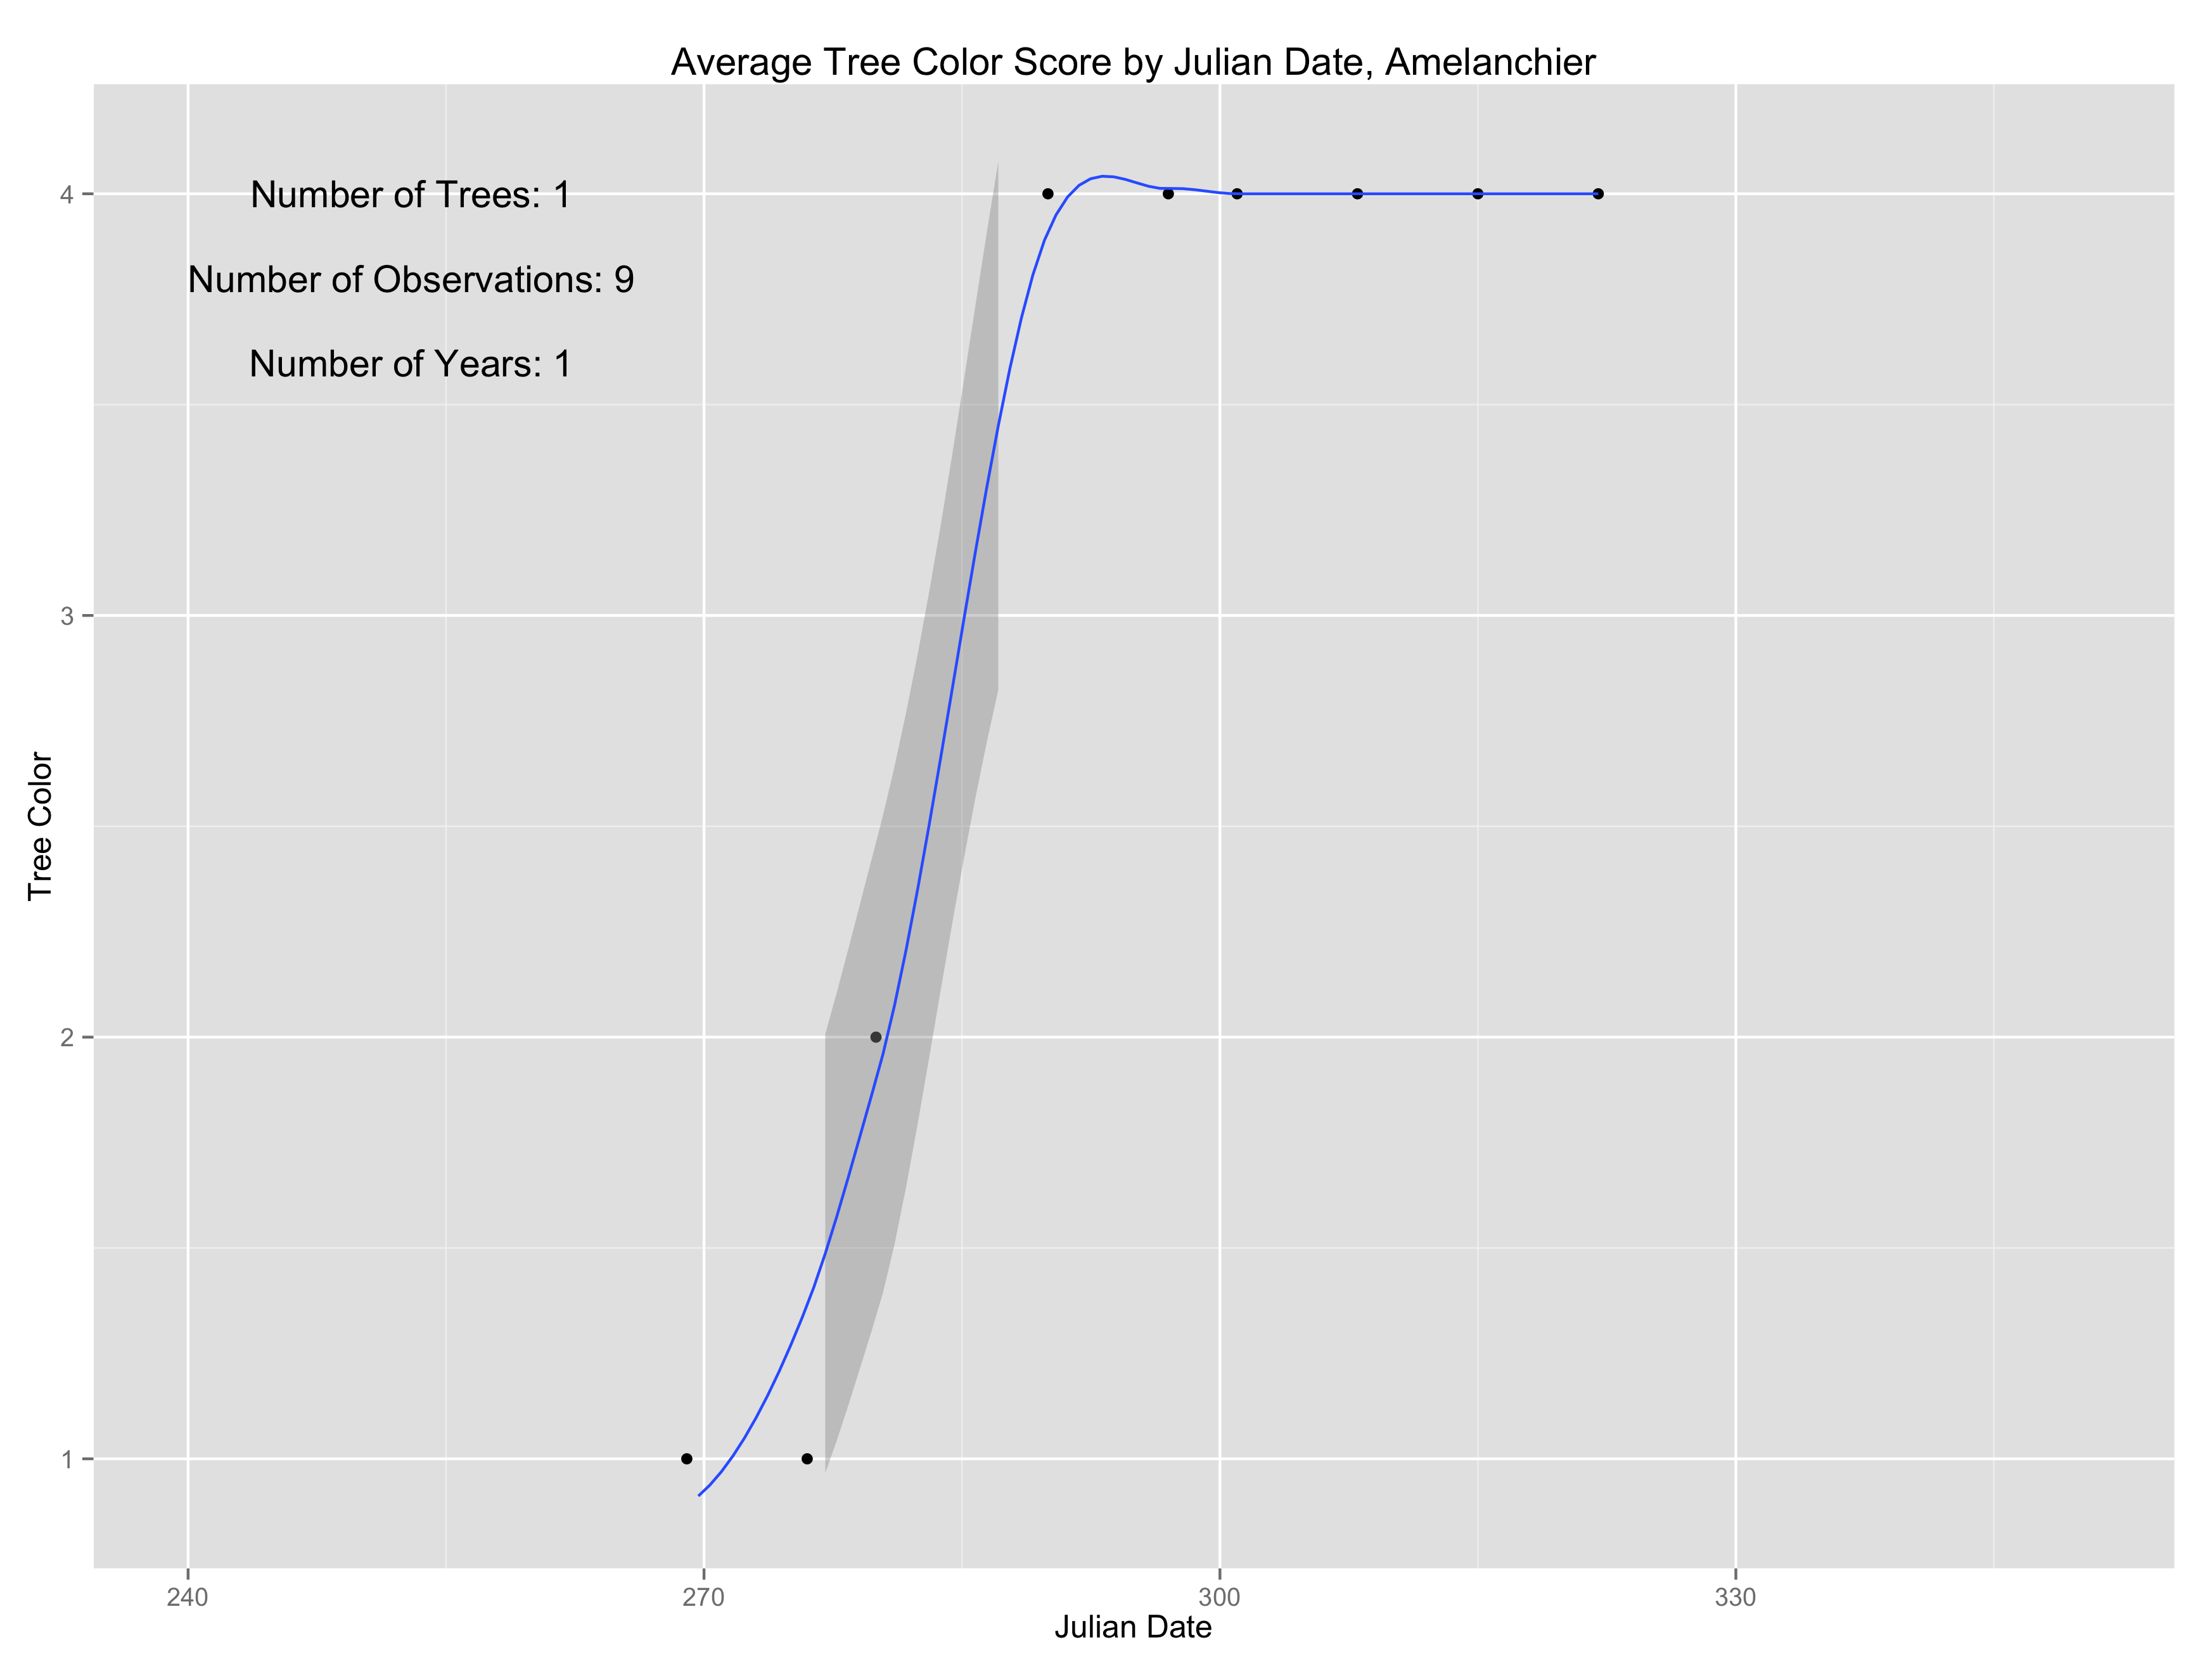 Average Tree Color Score by Julian Date, Amelanchier
Number of Trees: 1
Number of Observations: 9
Number of Years: 1
Tree Color
4
3
2
1
240 270 300 330
Julian Date